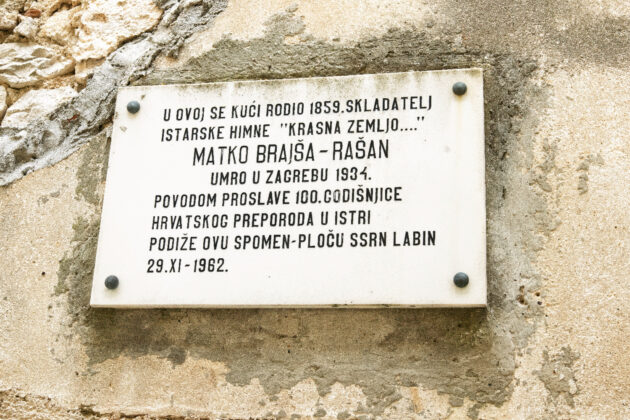 U OVOJ SE KUĆI RODIO 1859. SKLADATELJ
ISTARSKE HIMNE "KRASNA ZEMLJO...."
MATKO BRAJŠA-RAŠAN
UMRO U ZAGREBU 1934.
POVODOM PROSLAVE 100. GODIŠNJICE
HRVATSKOG PREPORODA U ISTRI
PODIŽE OVU SPOMEN-PLOČU SSRN LABIN
29.XI-1962.